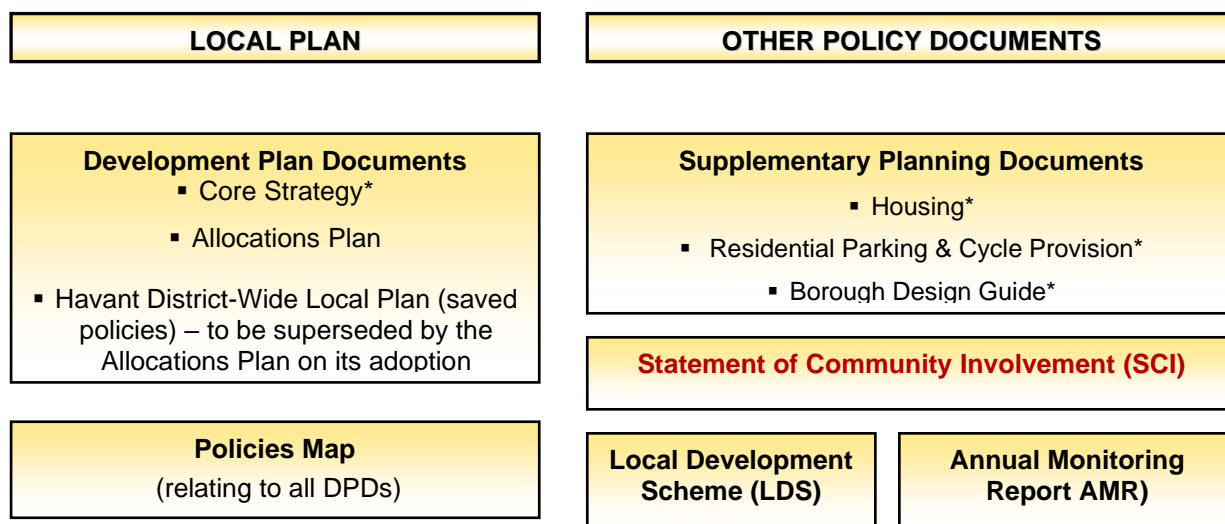 LOCAL PLAN
Development Plan Documents
▪ Core Strategy*
▪ Allocations Plan
▪ Havant District-Wide Local Plan (saved
policies) – to be superseded by the
Allocations Plan on its adoption
Policies Map
(relating to all DPDs)
OTHER POLICY DOCUMENTS
Supplementary Planning Documents
▪ Housing*
▪ Residential Parking & Cycle Provision*
▪ Borough Design Guide*
Statement of Community Involvement (SCI)
Local Development
Scheme (LDS)
Annual Monitoring
Report AMR)